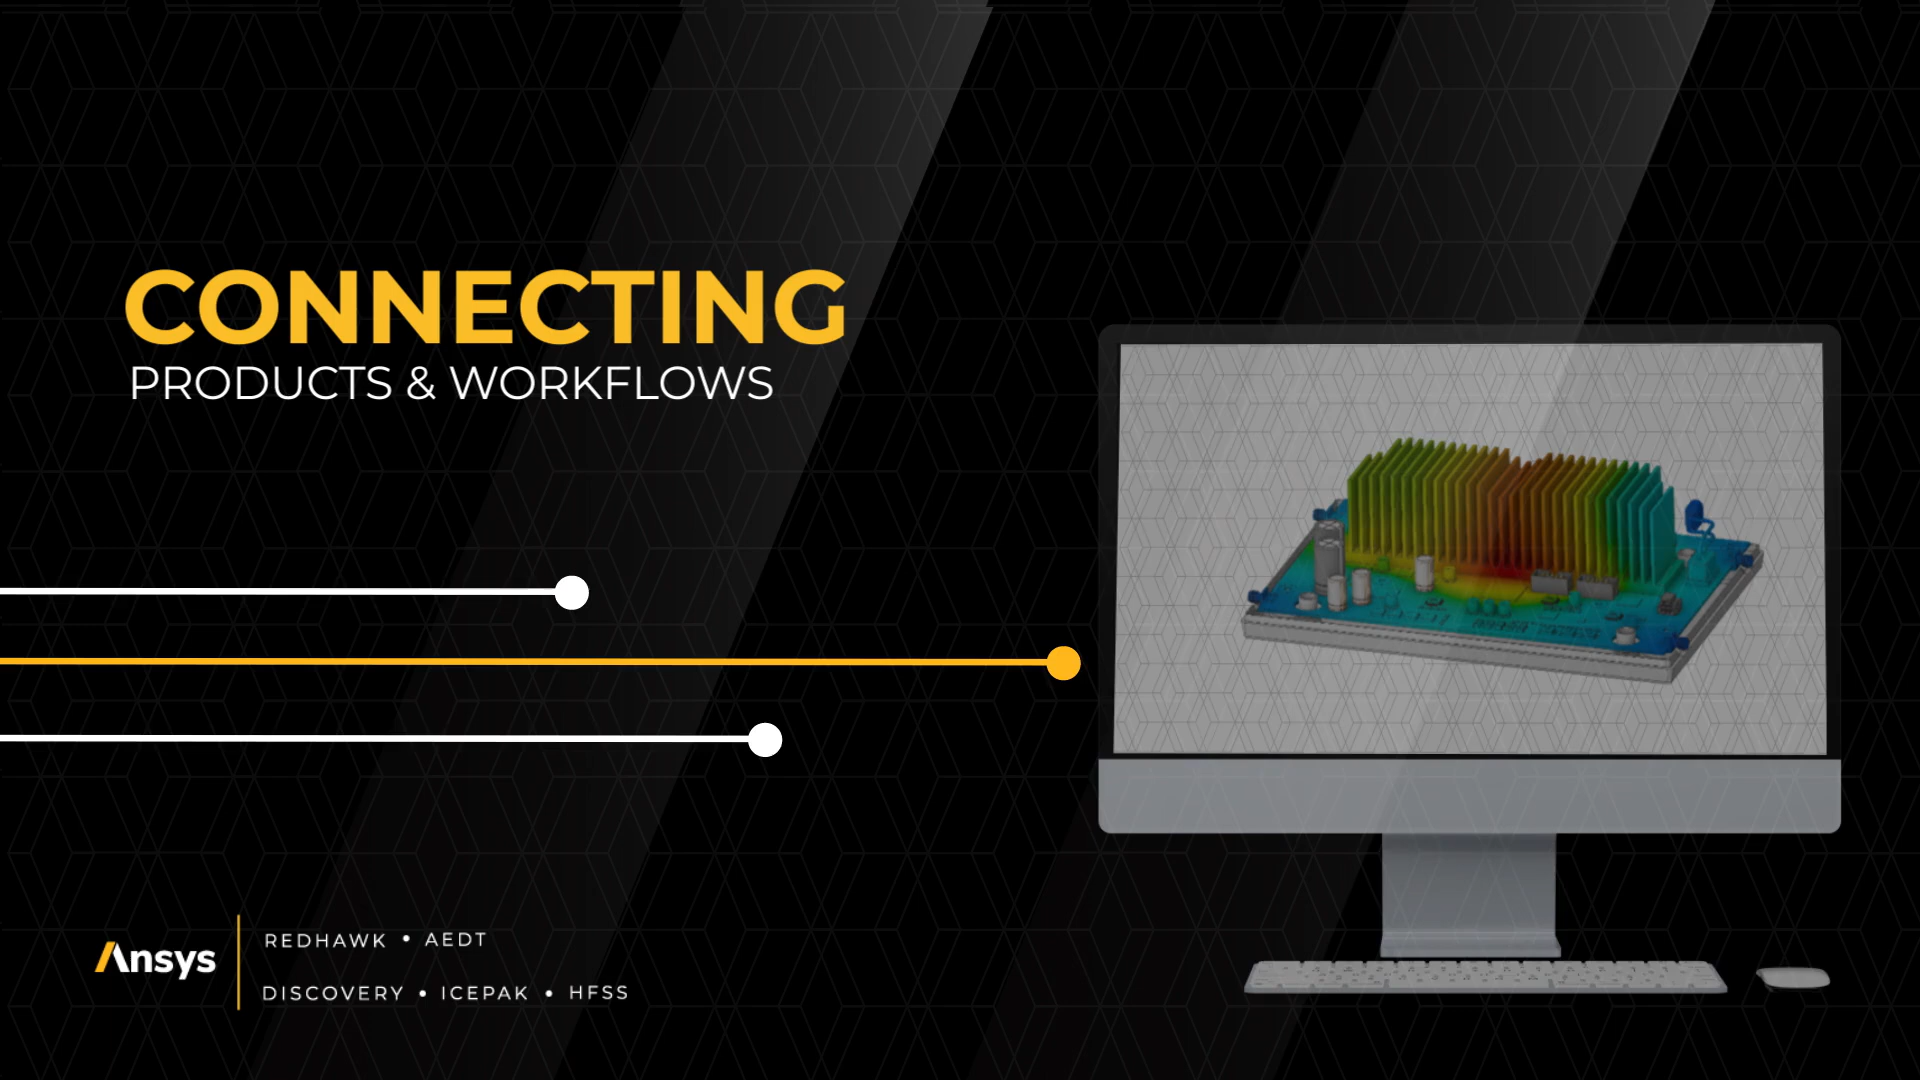 CONNECTING
PRODUCTS & WORKFLOWS
Ansys
REDHAWK • AEDT
DISCOVERY • ICEPAK • HFSS